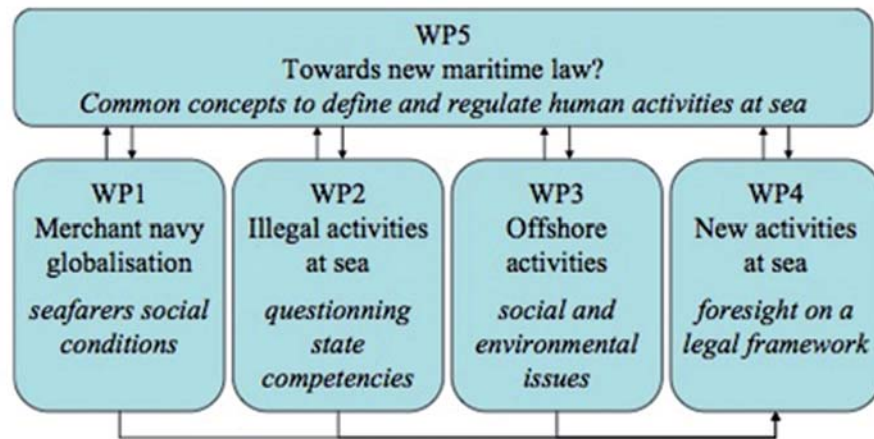 WP5
Towards new maritime law?
Common concepts to define and regulate human activities at sea
WP1
Merchant navy
globalisation
seafarers social
conditions
WP2
Illegal activities
at sea
questionning
state
competencies
WP3
Offshore
activities
social and
environmental
issues
WP4
New activities
at sea
foresight on a
legal framework